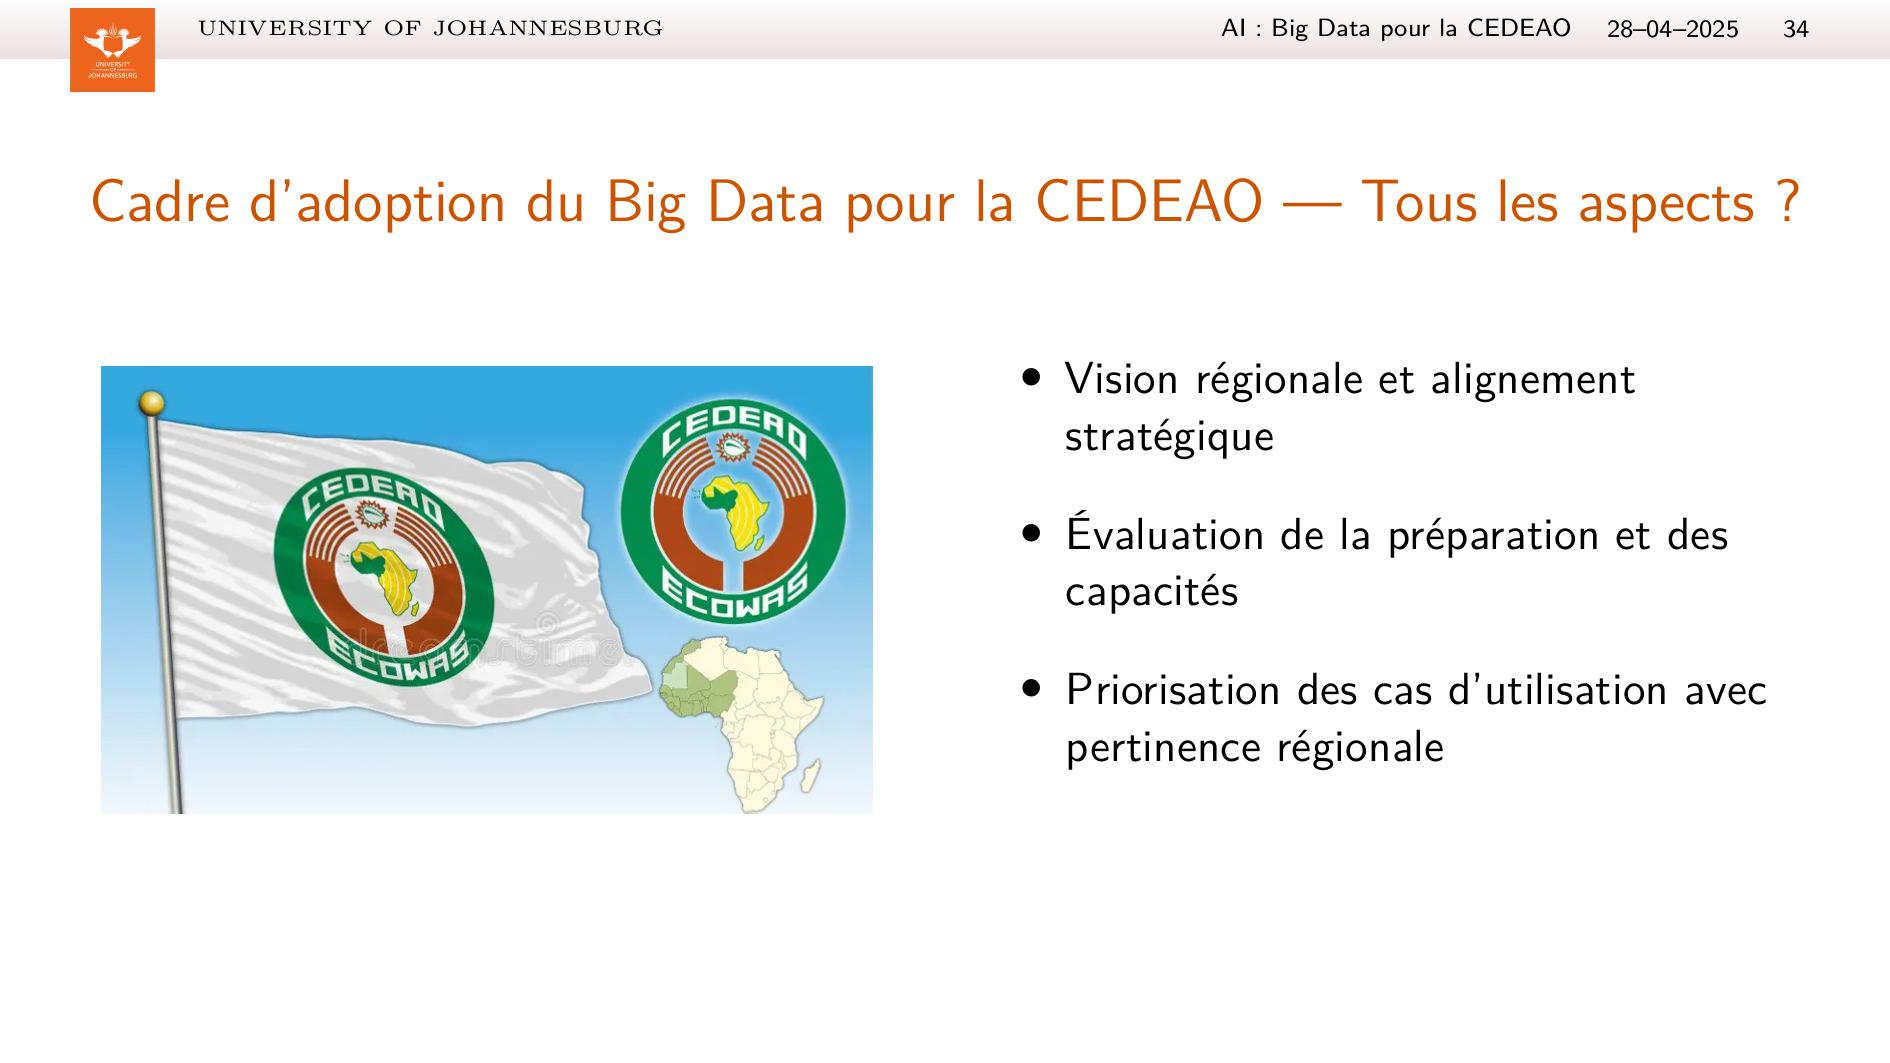 UNIVERSITY OF JOHANNESBURG
AI : Big Data pour la CEDEAO 28–04–2025 34
UNIVERSITY
OF
JOHANNESBURG
Cadre d'adoption du Big Data pour la CEDEAO — Tous les aspects ?
CEDEAO
ECOWAS
CEDEAO
ECOWAS
dreamstime
• Vision régionale et alignement
stratégique
• Évaluation de la préparation et des
capacités
• Priorisation des cas d'utilisation avec
pertinence régionale